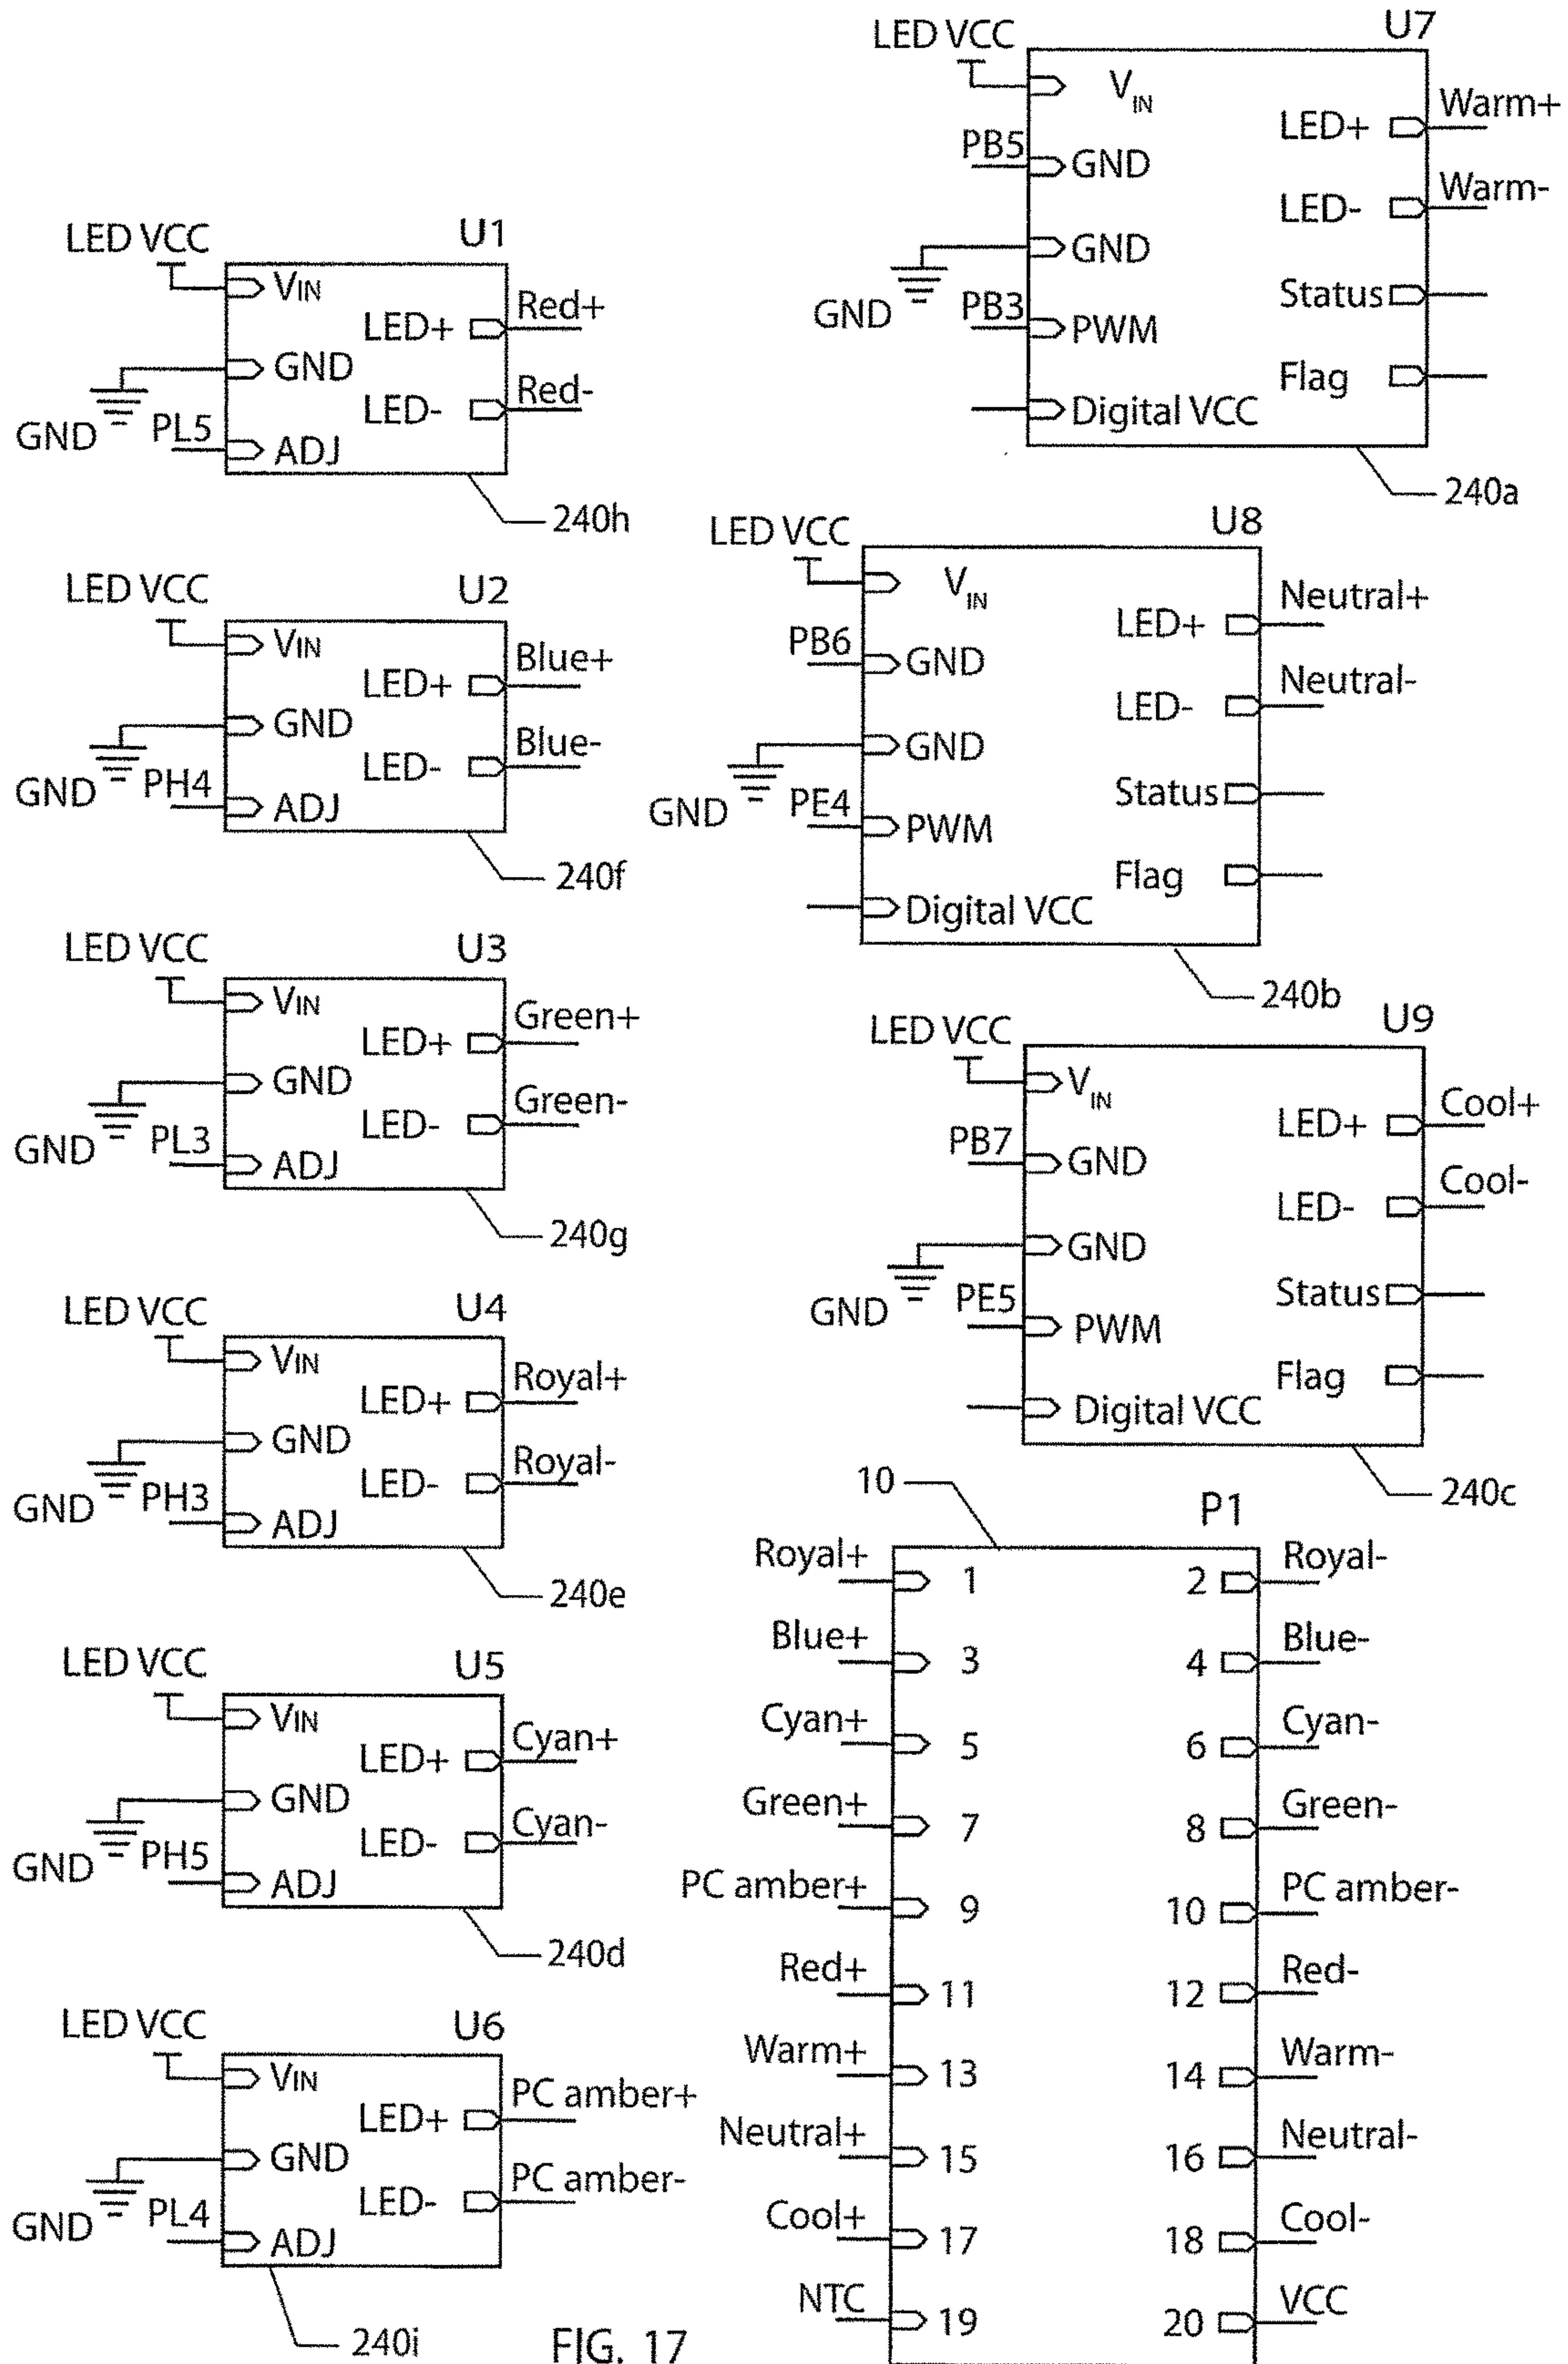 LED VCC
U1
VIN
LED+
Red+
GND
LED-
Red-
GND
PL5
ADJ
240h
LED VCC
U2
VIN
LED+
Blue+
GND
LED-
Blue-
GND
PH4
ADJ
240f
LED VCC
U3
VIN
LED+
Green+
GND
LED-
Green-
GND
PL3
ADJ
240g
LED VCC
U4
VIN
LED+
Royal+
GND
LED-
Royal-
GND
PH3
ADJ
240e
LED VCC
U5
VIN
LED+
Cyan+
GND
LED-
Cyan-
GND
PH5
ADJ
240d
LED VCC
U6
VIN
LED+
PC amber+
GND
LED-
PC amber-
GND
PL4
ADJ
240i
LED VCC
U7
VIN
LED+
Warm+
PB5
GND
LED-
Warm-
GND
GND
Status
PB3
PWM
Flag
Digital VCC
240a
LED VCC
U8
VIN
LED+
Neutral+
PB6
GND
LED-
Neutral-
GND
GND
Status
PE4
PWM
Flag
Digital VCC
240b
LED VCC
U9
VIN
LED+
Cool+
PB7
GND
LED-
Cool-
GND
GND
Status
PE5
PWM
Flag
Digital VCC
240c
10
P1
Royal+ 1 2 Royal-
Blue+ 3 4 Blue-
Cyan+ 5 6 Cyan-
Green+ 7 8 Green-
PC amber+ 9 10 PC amber-
Red+ 11 12 Red-
Warm+ 13 14 Warm-
Neutral+ 15 16 Neutral-
Cool+ 17 18 Cool-
NTC 19 20 VCC
FIG. 17